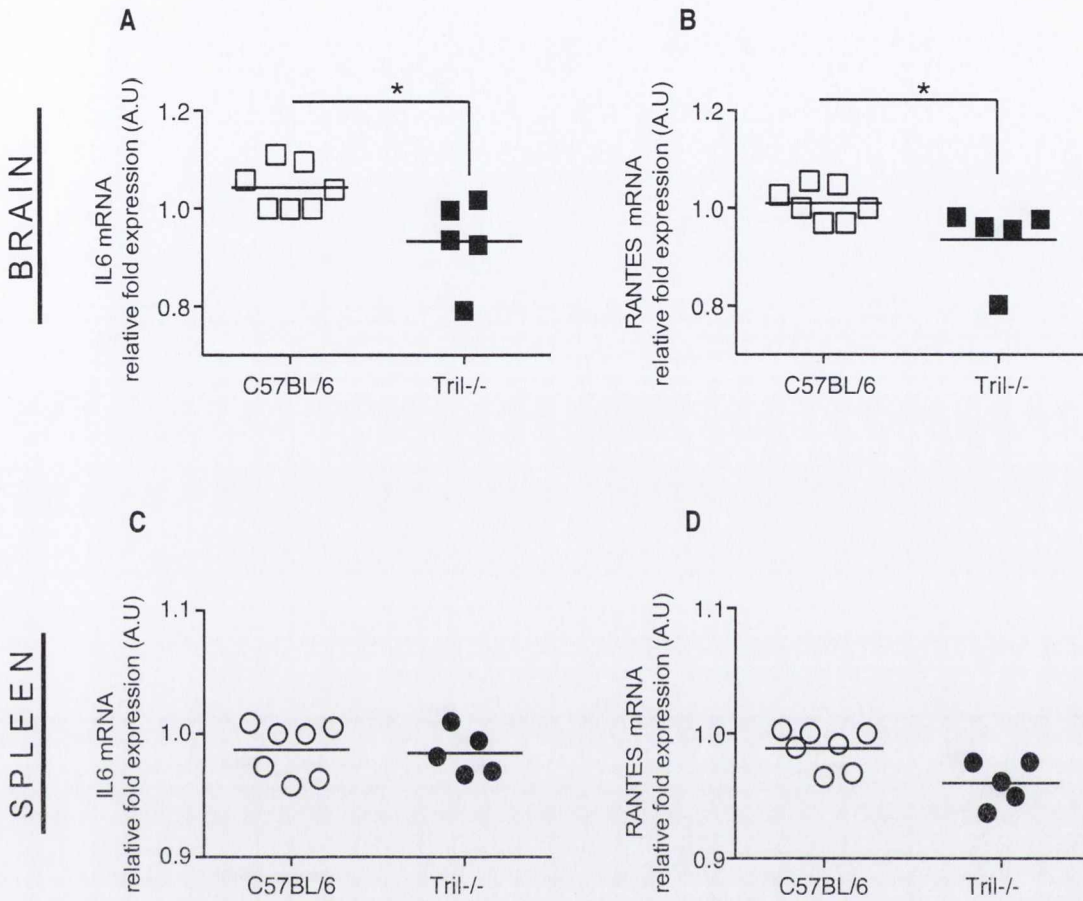 A
B
BRAIN
IL6 mRNA
relative fold expression (A.U)
1.2
1.0
0.8
*
C57BL/6
Tril-/-
RANTES mRNA
relative fold expression (A.U)
1.2
1.0
0.8
*
C57BL/6
Tril-/-
C
D
SPLEEN
IL6 mRNA
relative fold expression (A.U)
1.1
1.0
0.9
C57BL/6
Tril-/-
RANTES mRNA
relative fold expression (A.U)
1.1
1.0
0.9
C57BL/6
Tril-/-